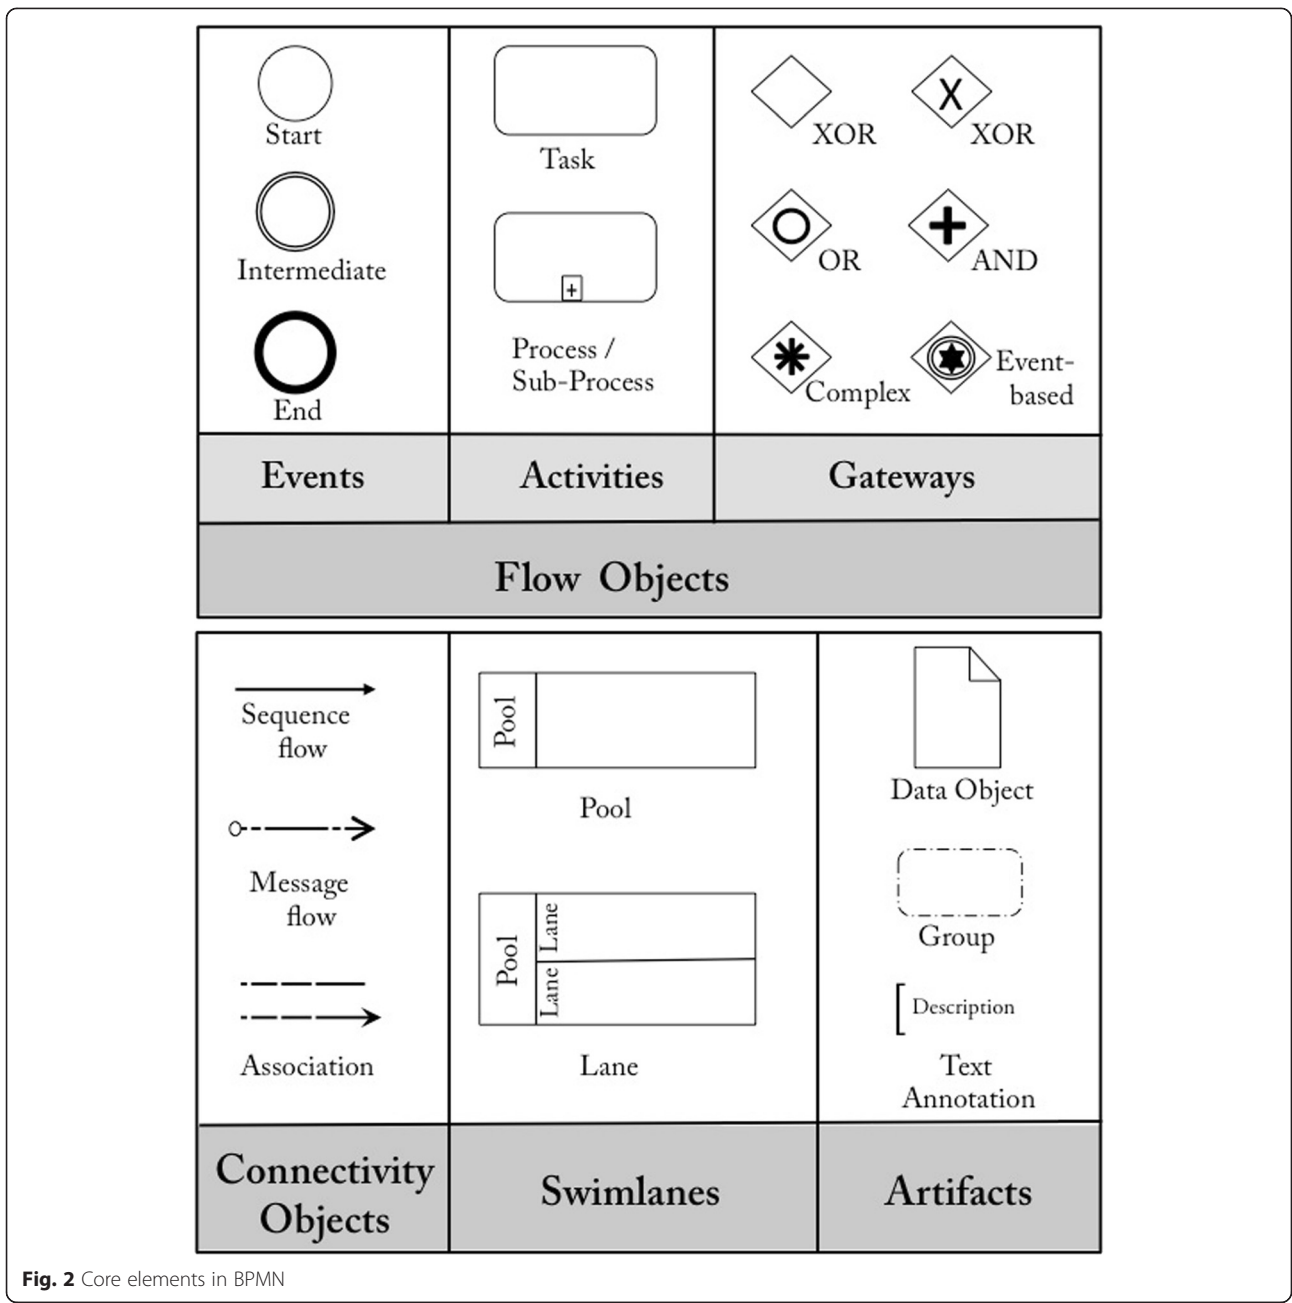 Start
Intermediate
End
Task
+
Process /
Sub-Process
XOR
X
XOR
OR
AND
Complex
Event-
based
Events
Activities
Gateways
Flow Objects
Sequence
flow
Message
flow
Association
Pool
Pool
Pool
Lane
Lane
Lane
Data Object
Group
Description
Text
Annotation
Connectivity
Objects
Swimlanes
Artifacts
Fig. 2 Core elements in BPMN